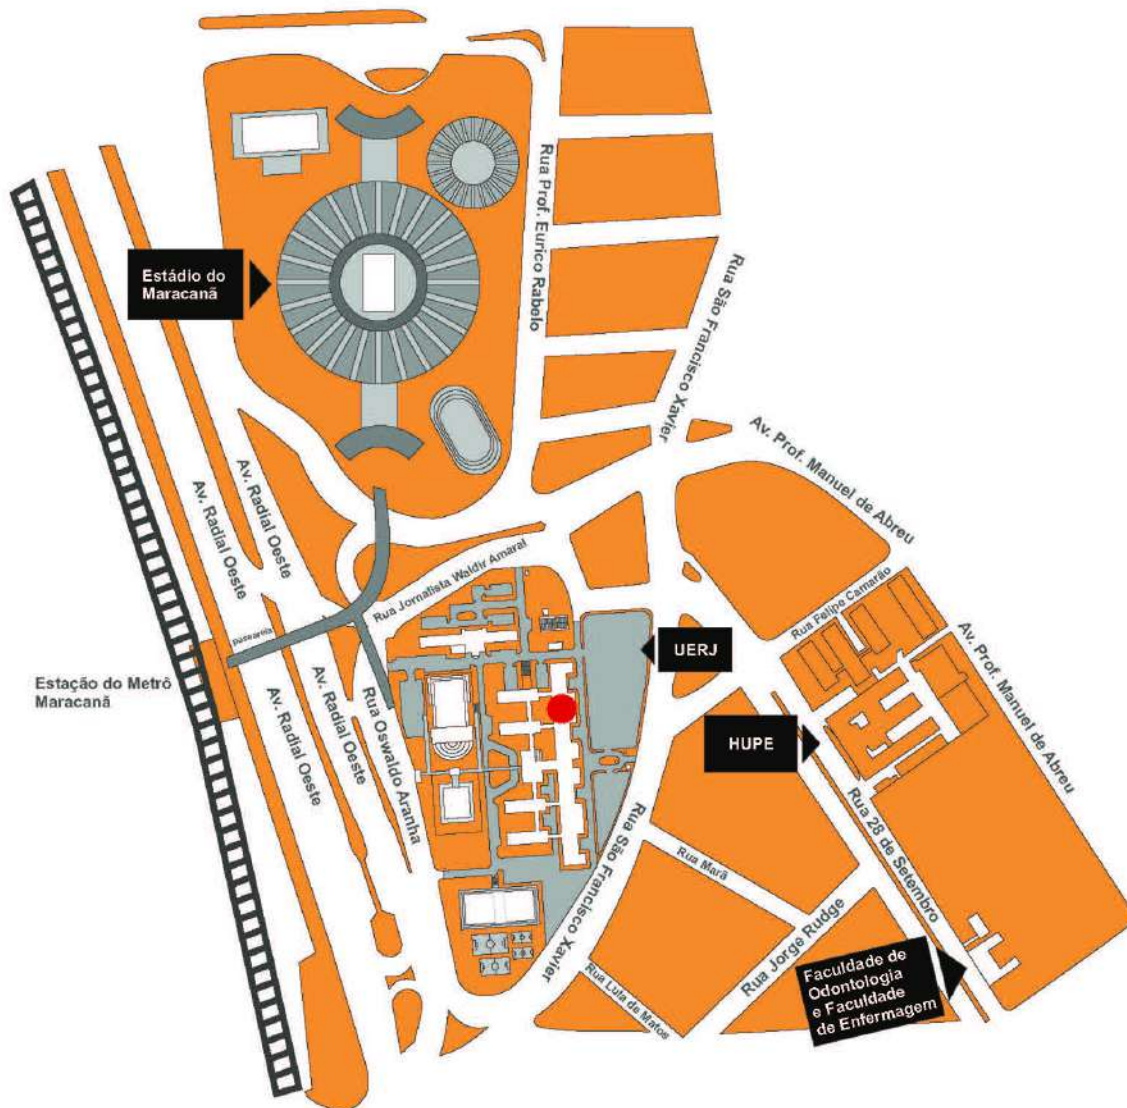 Rua Prof. Eurico Rabelo
Estádio do
Maracanã
Rua São Francisco Xavier
Av. Prof. Manuel de Abreu
Av. Radial Oeste
Av. Radial Oeste
Rua Jornalista Waldir Amaral
Rua Felipe Camarão
passarela
UERJ
Av. Prof. Manuel de Abreu
Estação do Metrô
Maracanã
Av. Radial Oeste
Av. Radial Oeste
Rua Oswaldo Aranha
HUPE
Rua 28 de Setembro
Rua São Francisco Xavier
Rua Mará
Rua Jorge Rudge
Rua Lula de Matos
Faculdade de
Odontologia
e Faculdade
de Enfermagem